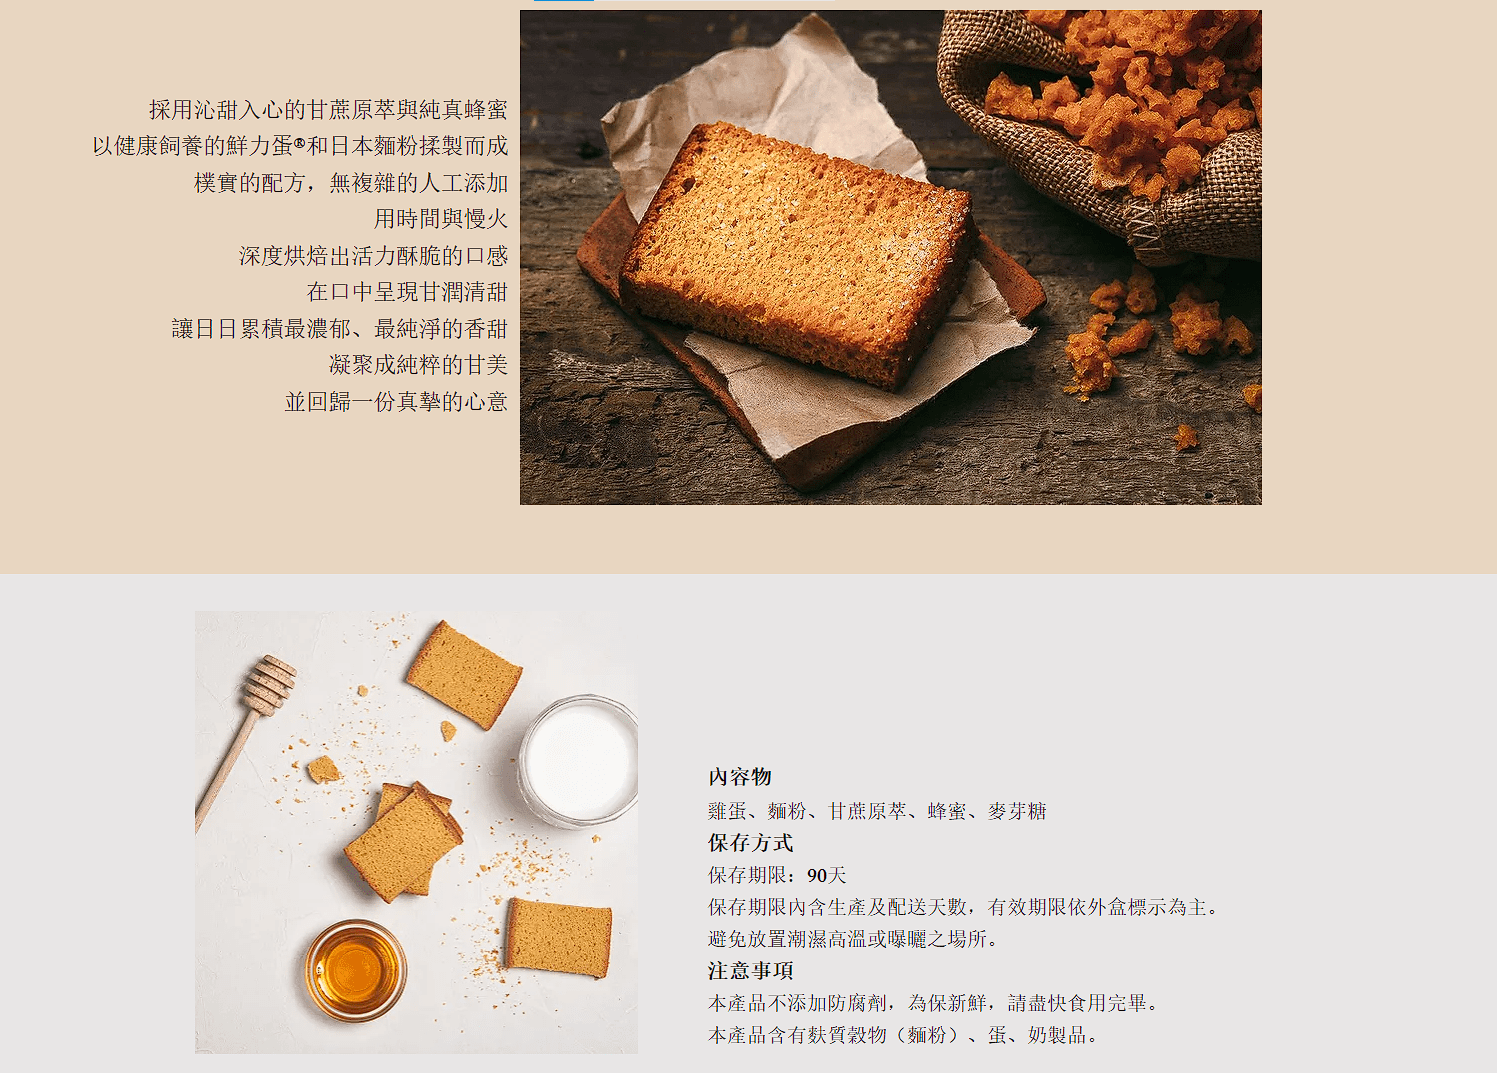 採用沁甜入心的甘蔗原萃與純真蜂蜜
以健康飼養的鮮力蛋®和日本麵粉揉製而成
樸實的配方，無複雜的人工添加
用時間與慢火
深度烘焙出活力酥脆的口感
在口中呈現甘潤清甜
讓日日累積最濃郁、最純淨的香甜
凝聚成純粹的甘美
並回歸一份真摯的心意
內容物
雞蛋、麵粉、甘蔗原萃、蜂蜜、麥芽糖
保存方式
保存期限：90天
保存期限內含生產及配送天數，有效期限依外盒標示為主。
避免放置潮濕高溫或曝曬之場所。
注意事項
本產品不添加防腐劑，為保新鮮，請盡快食用完畢。
本產品含有麩質穀物（麵粉）、蛋、奶製品。